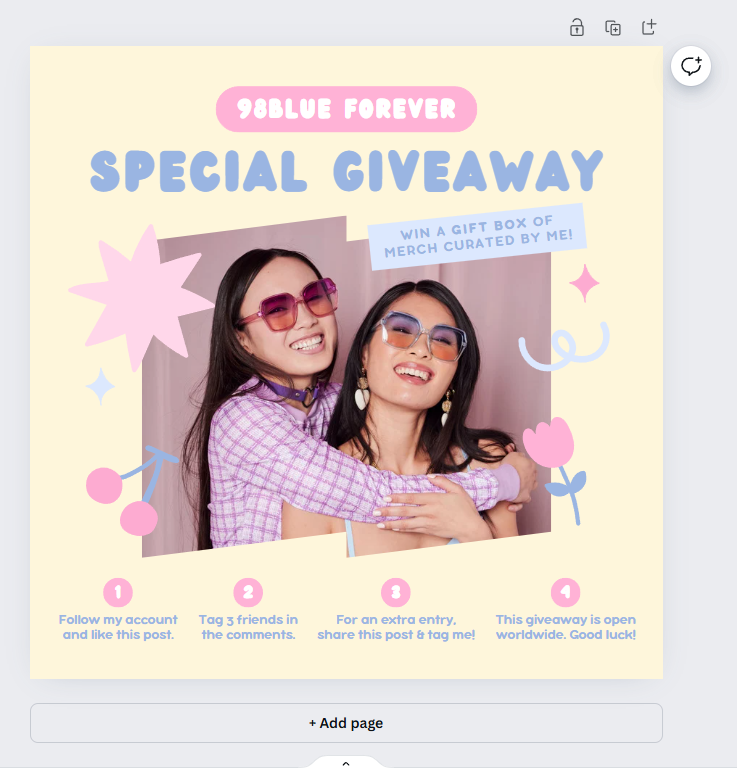 98BLUE FOREVER
SPECIAL GIVEAWAY
WIN A GIFT BOX OF
MERCH CURATED BY ME!
1
Follow my account
and like this post.
2
Tag 3 friends in
the comments.
3
For an extra entry,
share this post & tag me!
4
This giveaway is open
worldwide. Good luck!
+ Add page